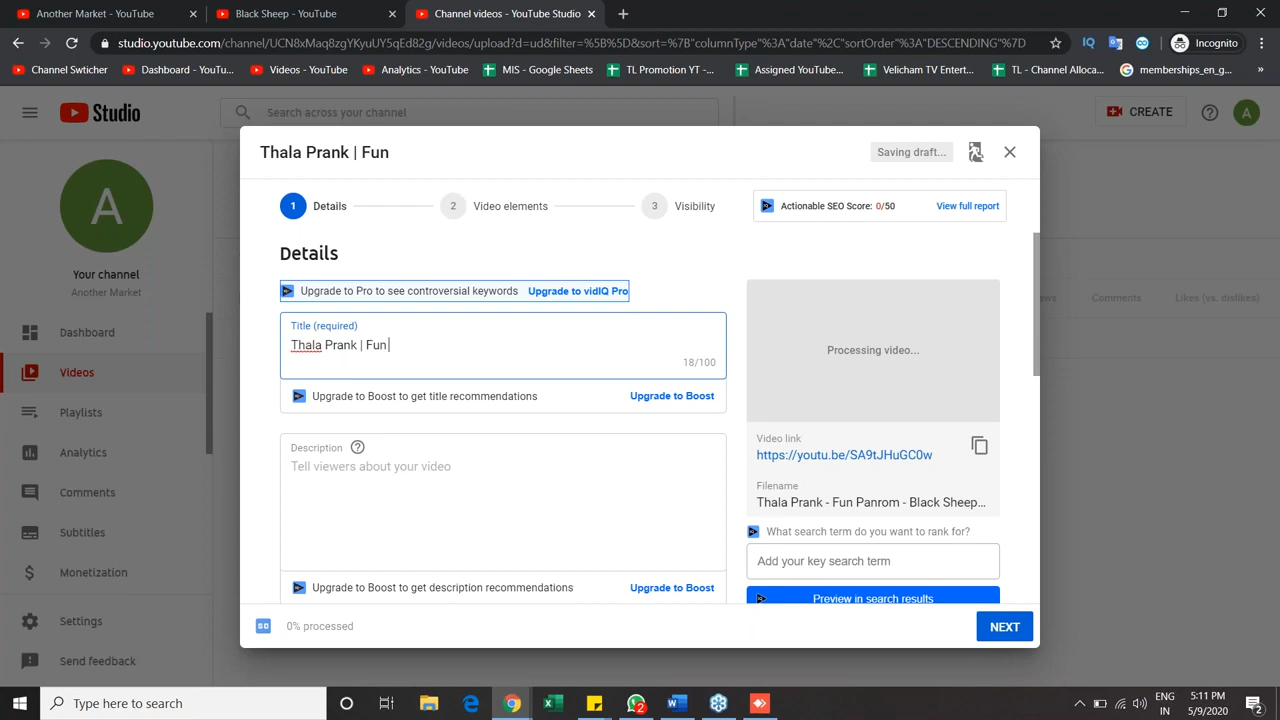 Another Market - YouTube
Black Sheep - YouTube
Channel videos - YouTube Studio
studio.youtube.com/channel/UCN8xMaq8zgYKyuUY5qEd82g/videos/upload?d=ud&filter=%5B%5D&sort=%7B"columnType"%3A"date"%2C"sortOrder"%3A"DESCENDING"%7D
IQ
Incognito
Channel Swticher
Dashboard - YouTu...
Videos - YouTube
Analytics - YouTube
MIS - Google Sheets
TL Promotion YT -...
Assigned YouTube...
Velicham TV Entert...
TL - Channel Alloca...
memberships_en_g...
Studio
Search across your channel
CREATE
A
A
Your channel
Another Market
Dashboard
Videos
Playlists
Analytics
Comments
Subtitles
Monetization
Settings
Send feedback
Comments
Likes (vs. dislikes)
Thala Prank | Fun
Saving draft...
1 Details
2 Video elements
3 Visibility
Actionable SEO Score: 0/50
View full report
Details
Upgrade to Pro to see controversial keywords Upgrade to vidIQ Pro
Title (required)
Thala Prank | Fun
18/100
Upgrade to Boost to get title recommendations
Upgrade to Boost
Description
Tell viewers about your video
Upgrade to Boost to get description recommendations
Upgrade to Boost
Processing video...
Video link
https://youtu.be/SA9tJHuGC0w
Filename
Thala Prank - Fun Panrom - Black Sheep...
What search term do you want to rank for?
Add your key search term
Preview in search results
SD
0% processed
NEXT
Type here to search
2
ENG
IN
5:11 PM
5/9/2020
2